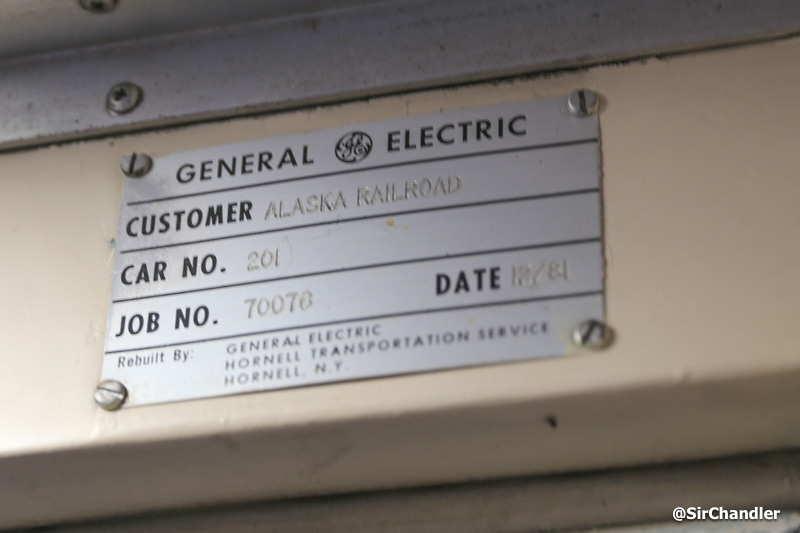 GENERAL GE ELECTRIC
CUSTOMER ALASKA RAILROAD
CAR NO. 201
JOB NO. 70076 DATE 12/81
Rebuilt By: GENERAL ELECTRIC
HORNELL TRANSPORTATION SERVICE
HORNELL, N.Y.
@SirChandler